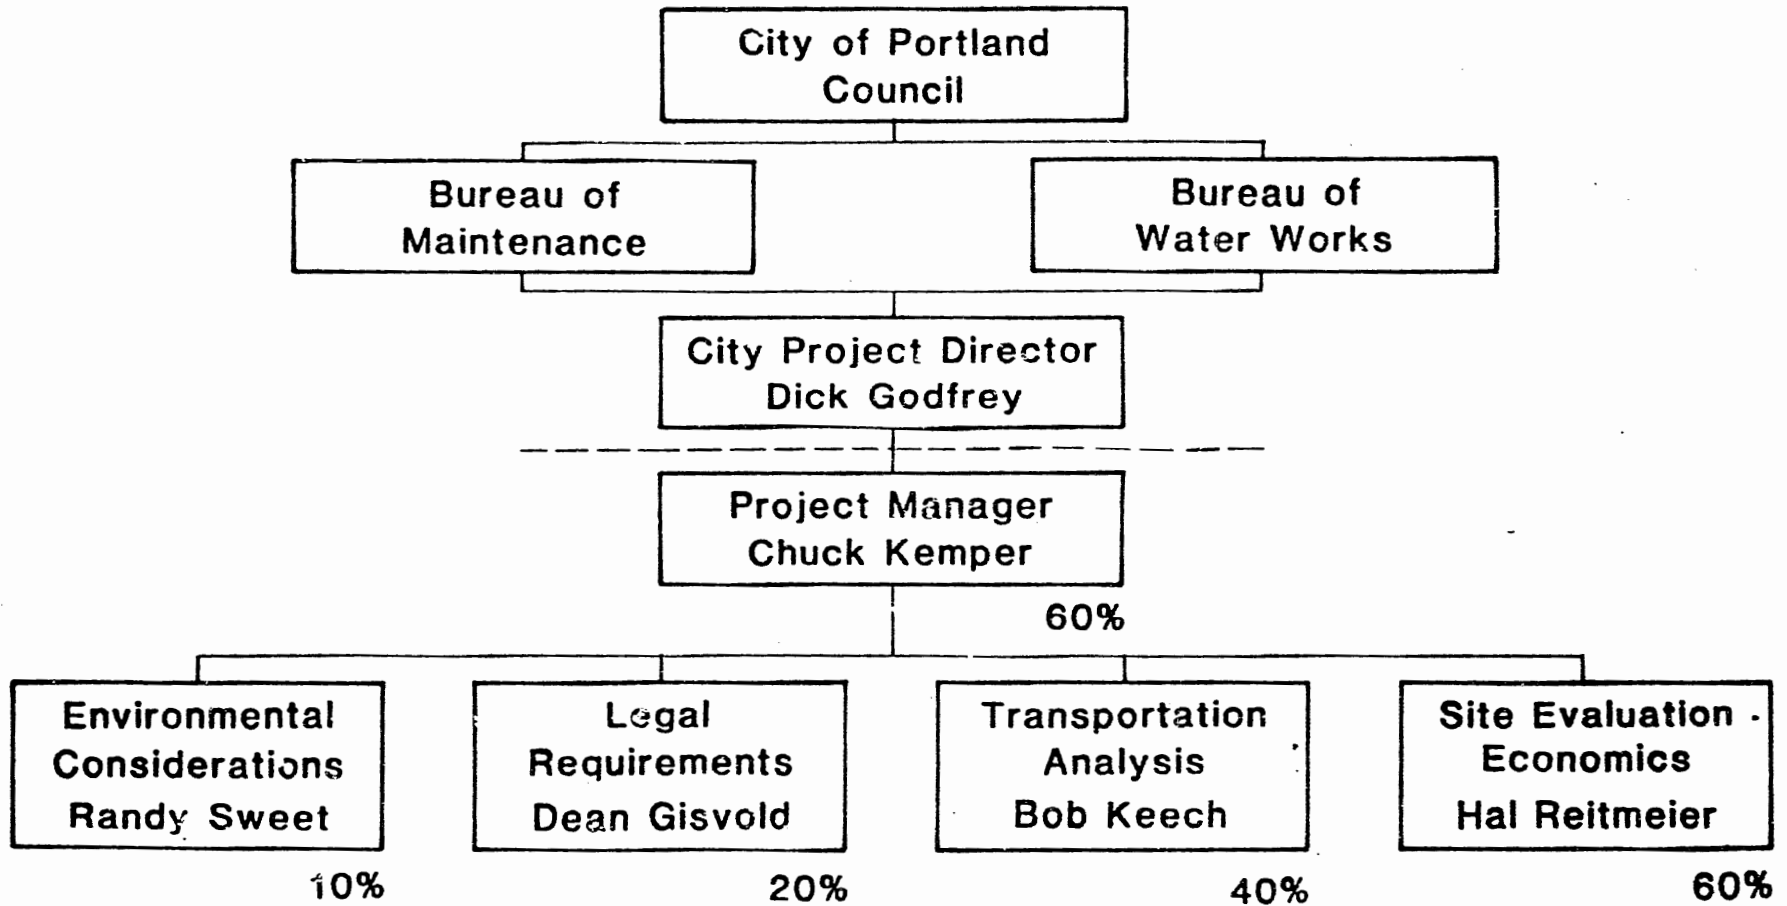 City of Portland
Council
Bureau of
Maintenance
Bureau of
Water Works
City Project Director
Dick Godfrey
Project Manager
Chuck Kemper
60%
Environmental
Considerations
Randy Sweet
10%
Legal
Requirements
Dean Gisvold
20%
Transportation
Analysis
Bob Keech
40%
Site Evaluation
Economics
Hal Reitmeier
60%